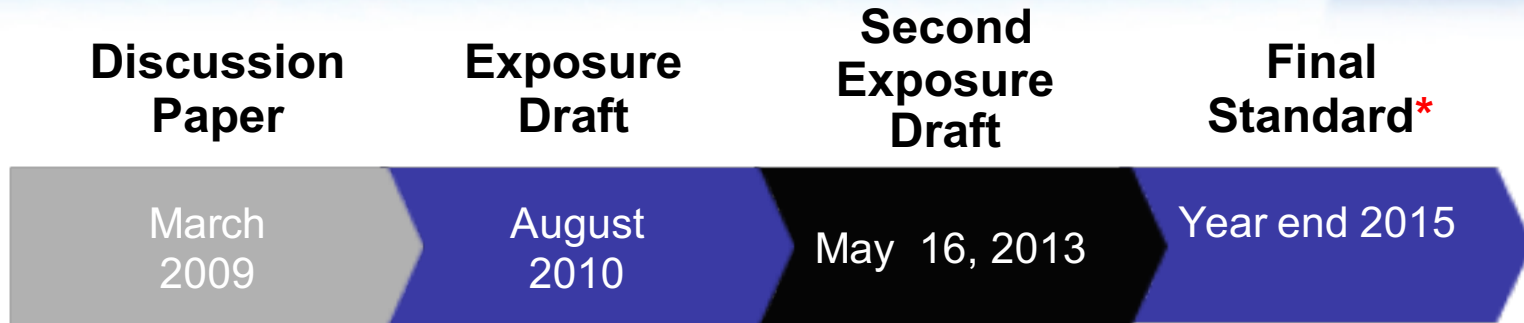 Discussion
Paper
Exposure
Draft
Second
Exposure
Draft
Final
Standard*
March
2009
August
2010
May  16, 2013
Year end 2015